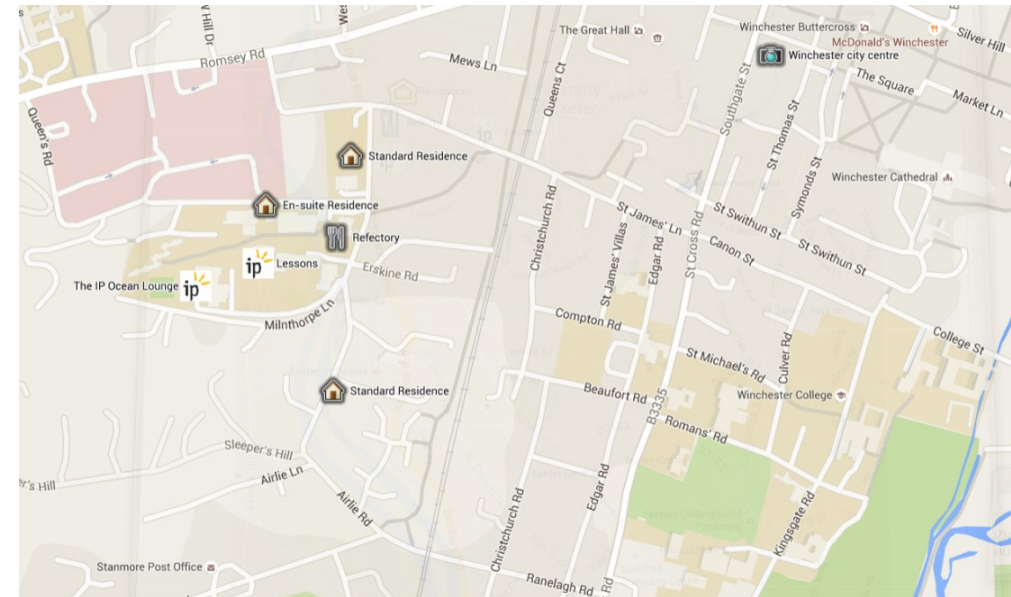 The Great Hall
Winchester Buttercross
McDonald's Winchester
Silver Hill
Winchester city centre
Romsey Rd
Mews Ln
The Square
Market Ln
Queens Ct
Southgate St
St Thomas St
Symonds St
Queen's Rd
Standard Residence
Winchester Cathedral
En-suite Residence
Refectory
Christchurch Rd
St James' Ln
St James' Villas
Edgar Rd
St Cross Rd
St Swithun St
Canon St
St Swithun St
ip
Lessons
Erskine Rd
The IP Ocean Lounge
ip
Milnthorpe Ln
Compton Rd
College St
St Michael's Rd
Culver Rd
Standard Residence
Beaufort Rd
Winchester College
B3335
Romans' Rd
Sleeper's Hill
Airlie Ln
er's Hill
Airlie Rd
Christchurch Rd
Edgar Rd
Kingsgate Rd
Stanmore Post Office
Ranelagh Rd
Rd